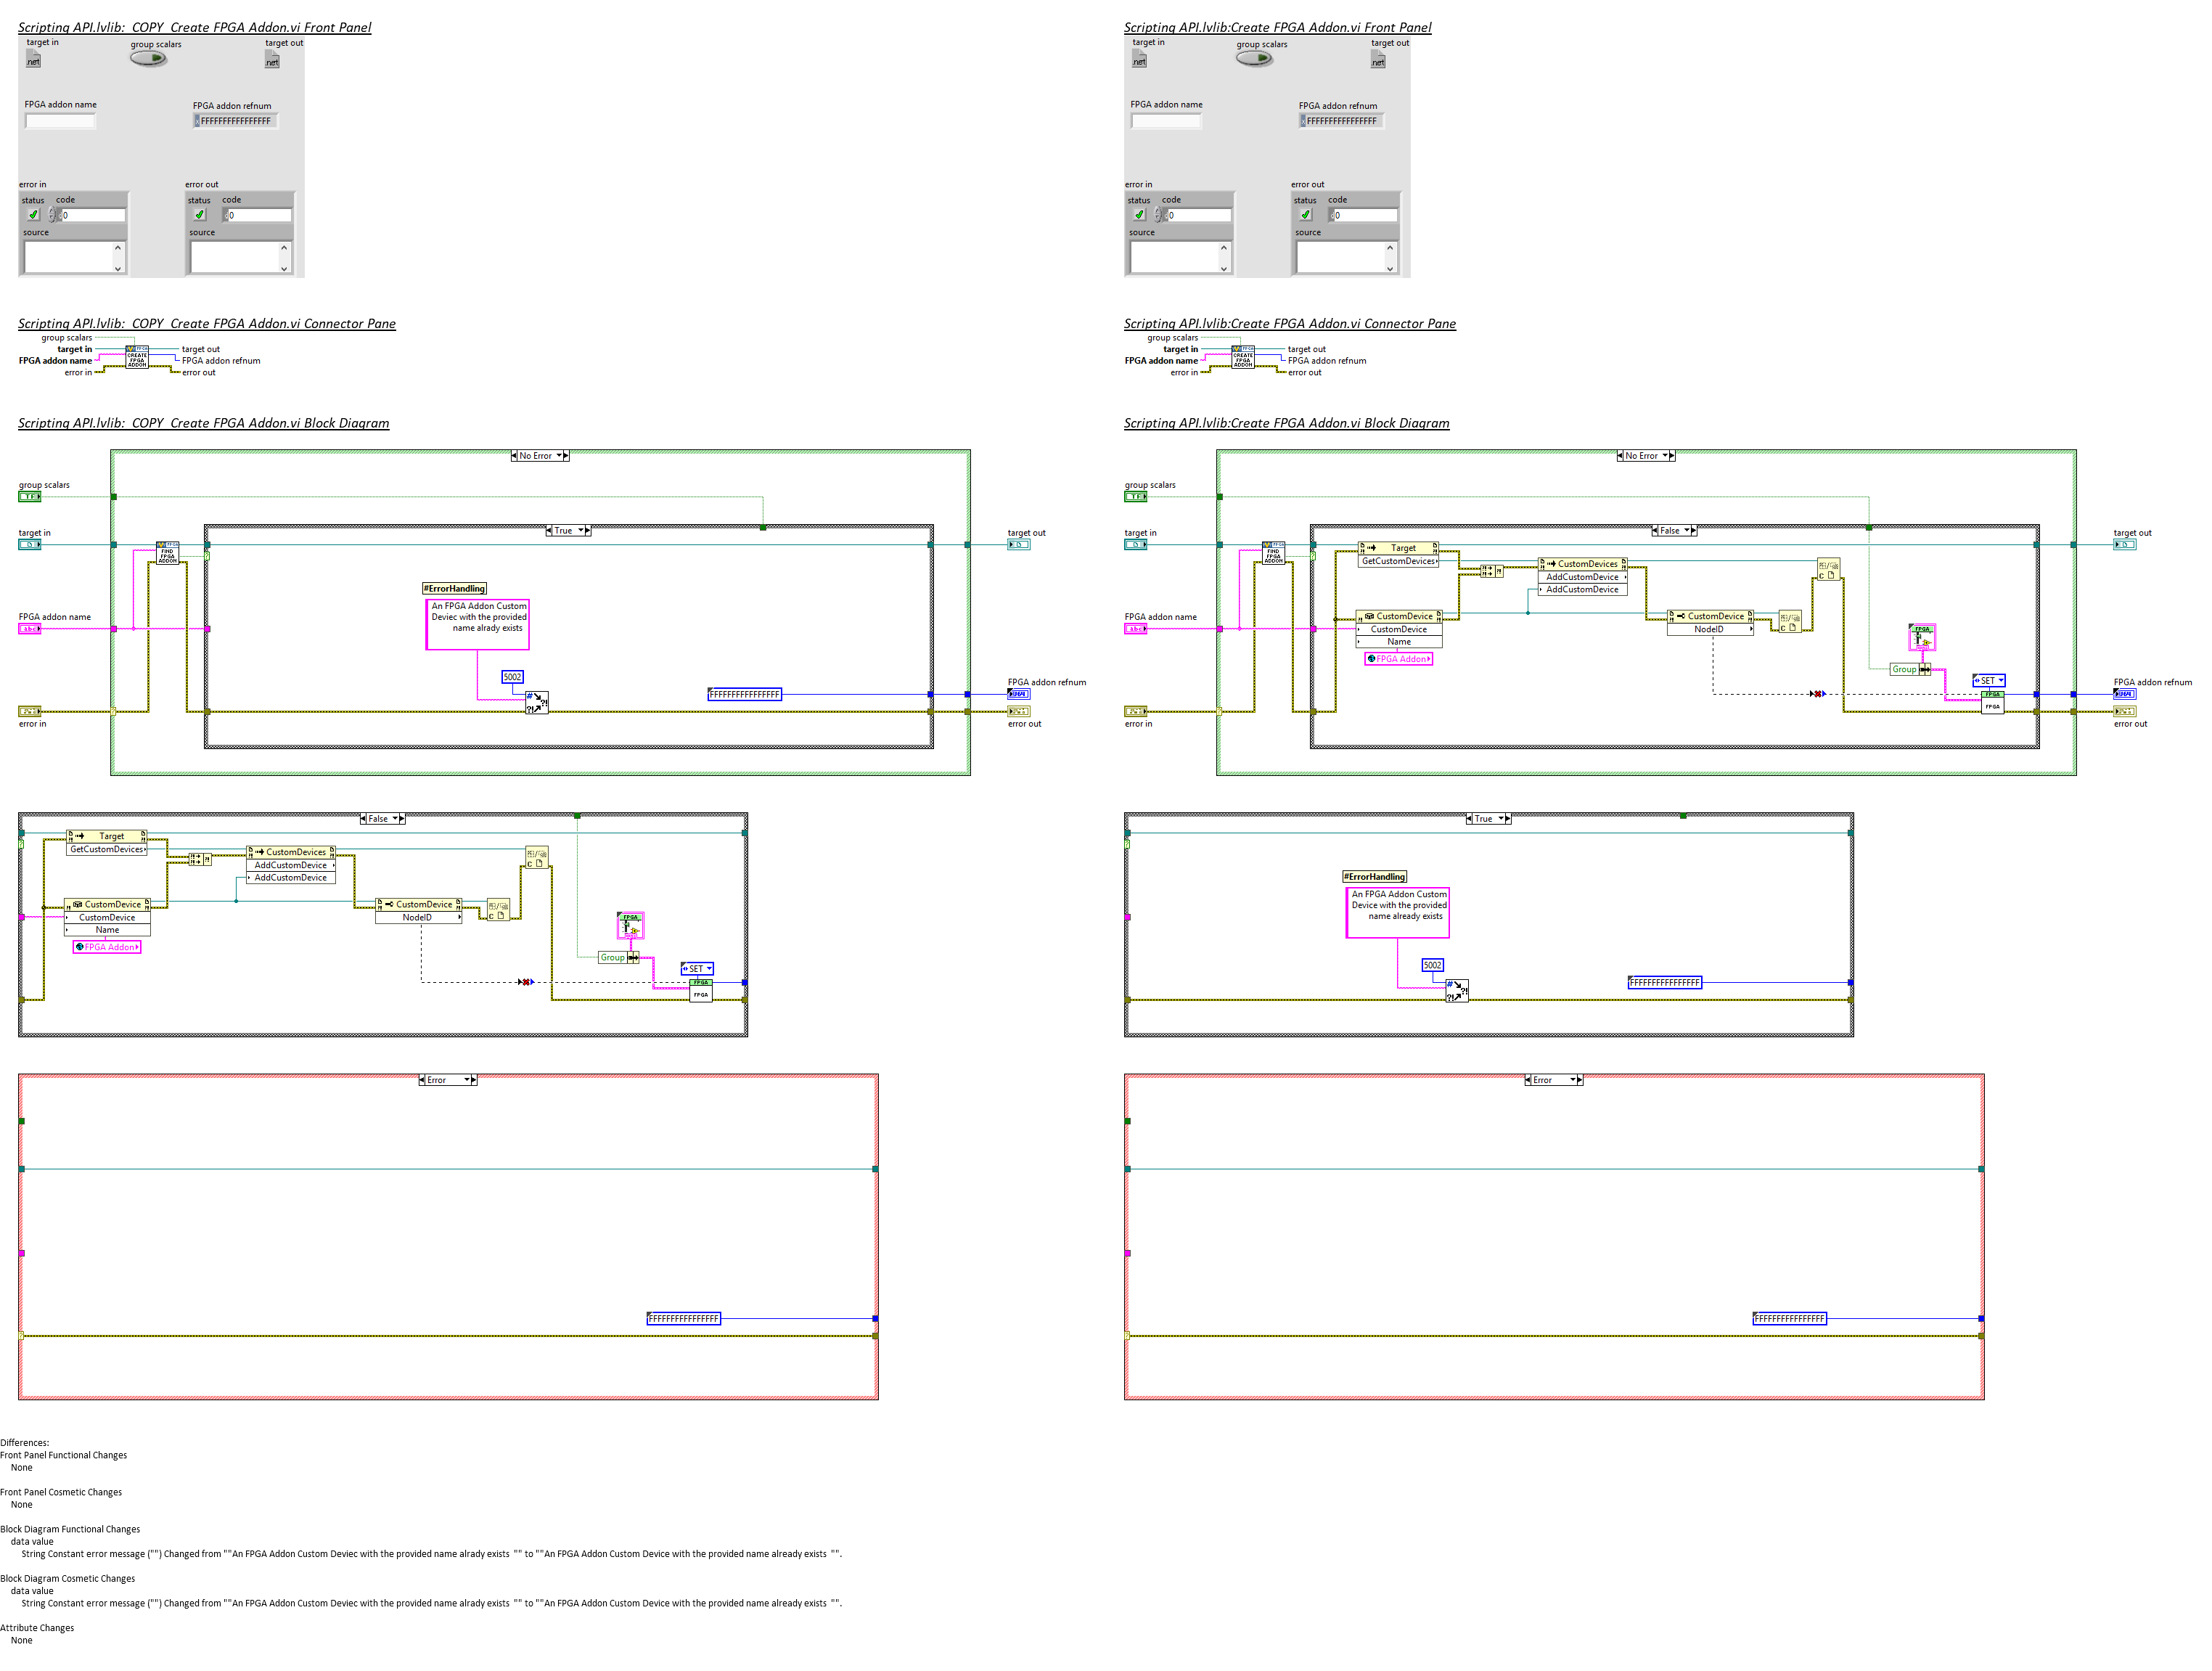 Scripting API.lvlib:  COPY  Create FPGA Addon.vi Front Panel
target in
group scalars
target out
.net
.net
FPGA addon name
FPGA addon refnum
x FFFFFFFFFFFFFFFF
error in
error out
status
code
status
code
0
0
source
source
Scripting API.lvlib:Create FPGA Addon.vi Front Panel
target in
group scalars
target out
.net
.net
FPGA addon name
FPGA addon refnum
x FFFFFFFFFFFFFFFF
error in
error out
status
code
status
code
0
0
source
source
Scripting API.lvlib:  COPY  Create FPGA Addon.vi Connector Pane
group scalars
target in
target out
FPGA addon name
FPGA addon refnum
error in
error out
FPGA
CREATE
FPGA
ADDON
Scripting API.lvlib:Create FPGA Addon.vi Connector Pane
group scalars
target in
target out
FPGA addon name
FPGA addon refnum
error in
error out
FPGA
CREATE
FPGA
ADDON
Scripting API.lvlib:  COPY  Create FPGA Addon.vi Block Diagram
No Error
group scalars
TF
True
target in
target out
FPGA
FIND
FPGA
ADDON
#ErrorHandling
An FPGA Addon Custom
Deviec with the provided
name alrady exists
FPGA addon name
abc
5002
FFFFFFFFFFFFFFFF
FPGA addon refnum
error in
error out
False
Target
GetCustomDevices
CustomDevices
AddCustomDevice
AddCustomDevice
CustomDevice
CustomDevice
Name
FPGA Addon
CustomDevice
NodeID
FPGA
Group
SET
FPGA
FPGA
Error
FFFFFFFFFFFFFFFF
Scripting API.lvlib:Create FPGA Addon.vi Block Diagram
No Error
group scalars
TF
False
target in
target out
FPGA
FIND
FPGA
ADDON
Target
GetCustomDevices
CustomDevices
AddCustomDevice
AddCustomDevice
FPGA addon name
abc
CustomDevice
CustomDevice
Name
FPGA Addon
CustomDevice
NodeID
FPGA
Group
SET
FPGA
FPGA
FPGA addon refnum
error in
error out
True
#ErrorHandling
An FPGA Addon Custom
Device with the provided
name already exists
5002
FFFFFFFFFFFFFFFF
Error
FFFFFFFFFFFFFFFF
Differences:
Front Panel Functional Changes
None
Front Panel Cosmetic Changes
None
Block Diagram Functional Changes
data value
String Constant error message ("") Changed from ""An FPGA Addon Custom Deviec with the provided name alrady exists  "" to ""An FPGA Addon Custom Device with the provided name already exists  "".
Block Diagram Cosmetic Changes
data value
String Constant error message ("") Changed from ""An FPGA Addon Custom Deviec with the provided name alrady exists  "" to ""An FPGA Addon Custom Device with the provided name already exists  "".
Attribute Changes
None